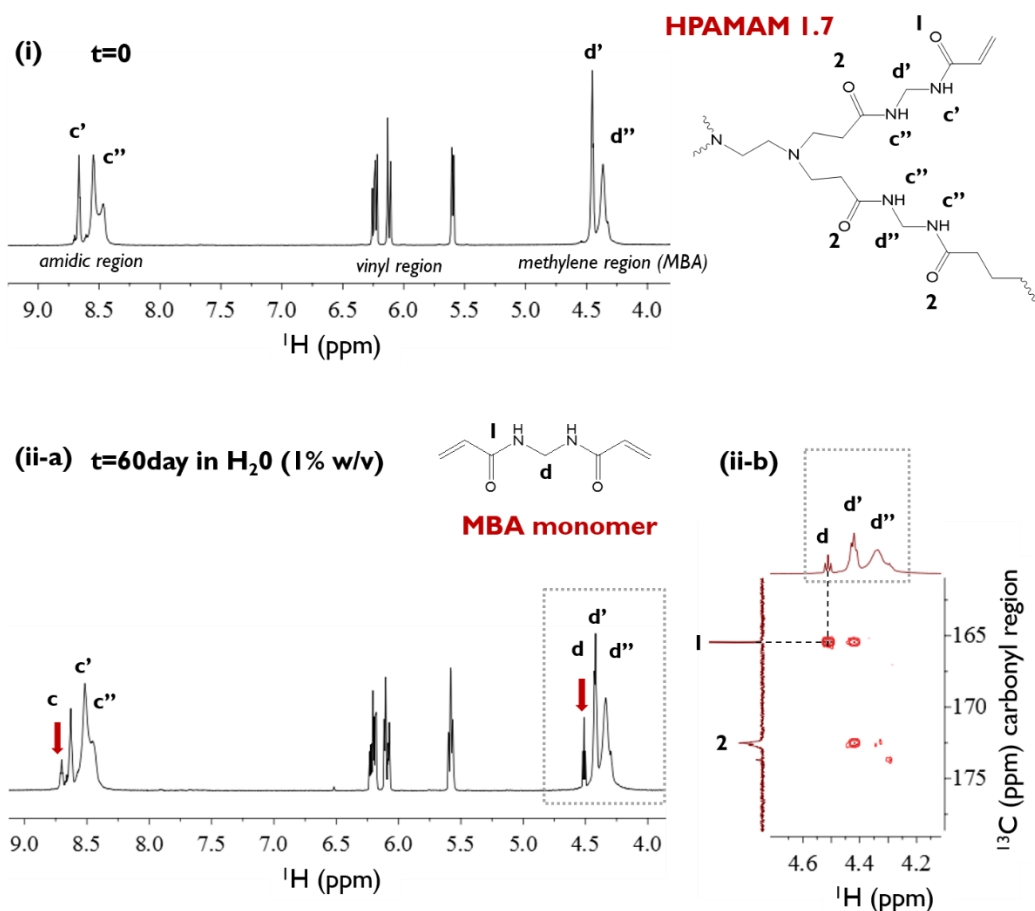 (i) t=0
HPAMAM 1.7
c'
c''
d'
d''
amidic region
vinyl region
methylene region (MBA)
9.0 8.5 8.0 7.5 7.0 6.5 6.0 5.5 5.0 4.5 4.0
¹H (ppm)
1
O
2
d'
O
NH
NH
c'
c''
N
N
c''
c''
NH
NH
O
2
d''
O
2
(ii-a) t=60day in H₂0 (1% w/v)
1
H
N
H
N
O
d
O
MBA monomer
c
c'
c''
d
d'
d''
9.0 8.5 8.0 7.5 7.0 6.5 6.0 5.5 5.0 4.5 4.0
¹H (ppm)
(ii-b)
d
d'
d''
1
2
165
170
175
¹³C (ppm) carbonyl region
4.6 4.4 4.2
¹H (ppm)